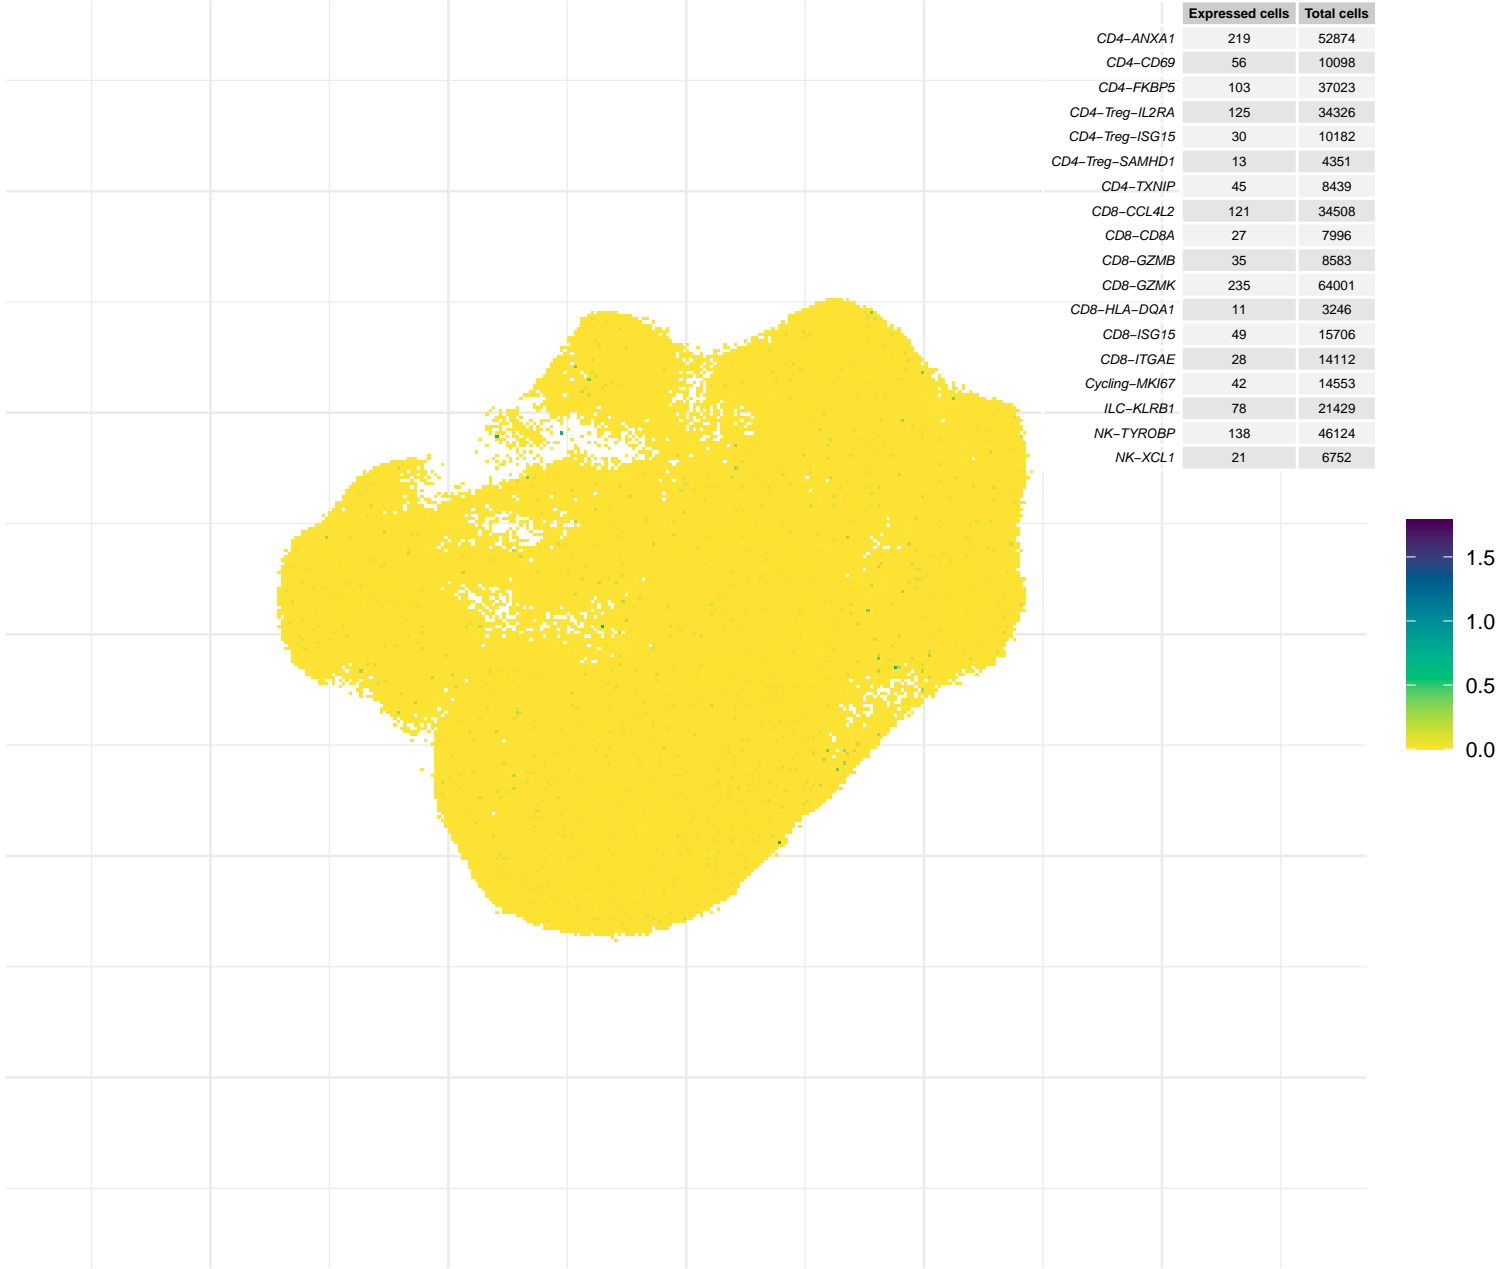 Expressed cells Total cells
CD4−ANXA1 219 52874
CD4−CD69 56 10098
CD4−FKBP5 103 37023
CD4−Treg−IL2RA 125 34326
CD4−Treg−ISG15 30 10182
CD4−Treg−SAMHD1 13 4351
CD4−TXNIP 45 8439
CD8−CCL4L2 121 34508
CD8−CD8A 27 7996
CD8−GZMB 35 8583
CD8−GZMK 235 64001
CD8−HLA−DQA1 11 3246
CD8−ISG15 49 15706
CD8−ITGAE 28 14112
Cycling−MKI67 42 14553
ILC−KLRB1 78 21429
NK−TYROBP 138 46124
NK−XCL1 21 6752
1.5
1.0
0.5
0.0